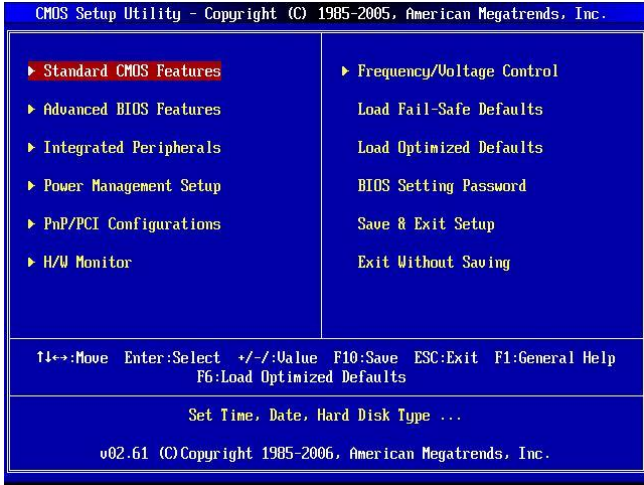 CMOS Setup Utility - Copyright (C) 1985-2005, American Megatrends, Inc.
▶ Standard CMOS Features
▶ Advanced BIOS Features
▶ Integrated Peripherals
▶ Power Management Setup
▶ PnP/PCI Configurations
▶ H/W Monitor
▶ Frequency/Voltage Control
Load Fail-Safe Defaults
Load Optimized Defaults
BIOS Setting Password
Save & Exit Setup
Exit Without Saving
↑↓↔:Move Enter:Select +/-/:Value F10:Save ESC:Exit F1:General Help
F6:Load Optimized Defaults
Set Time, Date, Hard Disk Type ...
v02.61 (C)Copyright 1985-2006, American Megatrends, Inc.